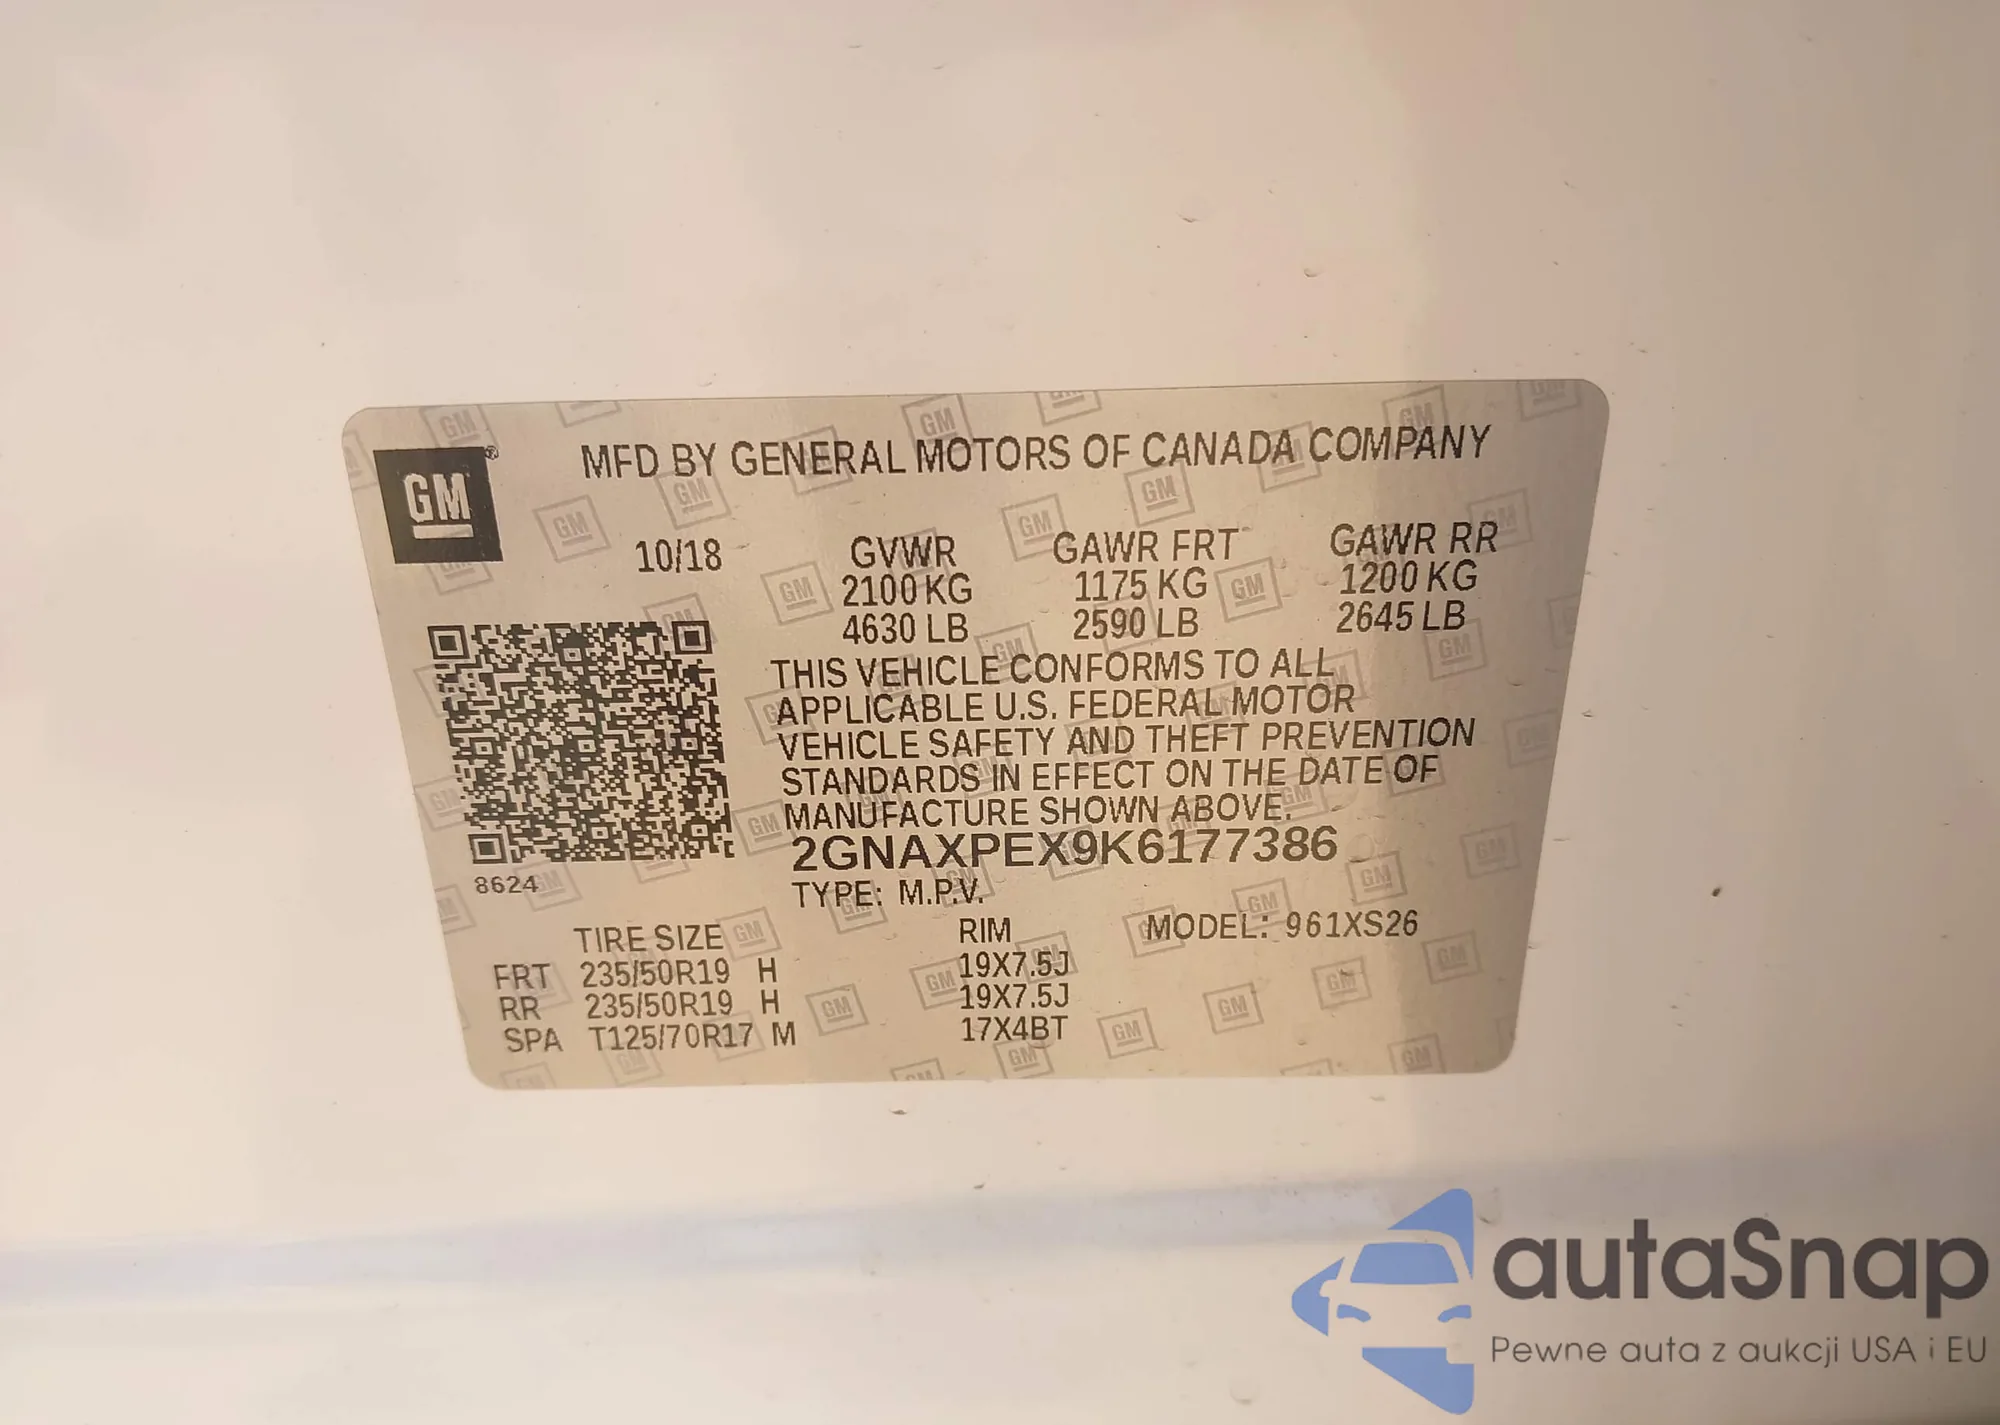 GM
MFD BY GENERAL MOTORS OF CANADA COMPANY
10/18 GVWR GAWR FRT GAWR RR
2100 KG 1175 KG 1200 KG
4630 LB 2590 LB 2645 LB
THIS VEHICLE CONFORMS TO ALL
APPLICABLE U.S. FEDERAL MOTOR
VEHICLE SAFETY AND THEFT PREVENTION
STANDARDS IN EFFECT ON THE DATE OF
MANUFACTURE SHOWN ABOVE.
2GNAXPEX9K6177386
8624
TYPE: M.P.V.
TIRE SIZE RIM MODEL: 961XS26
FRT 235/50R19 H 19X7.5J
RR 235/50R19 H 19X7.5J
SPA T125/70R17 M 17X4BT
autaSnap
Pewne auta z aukcji USA i EU